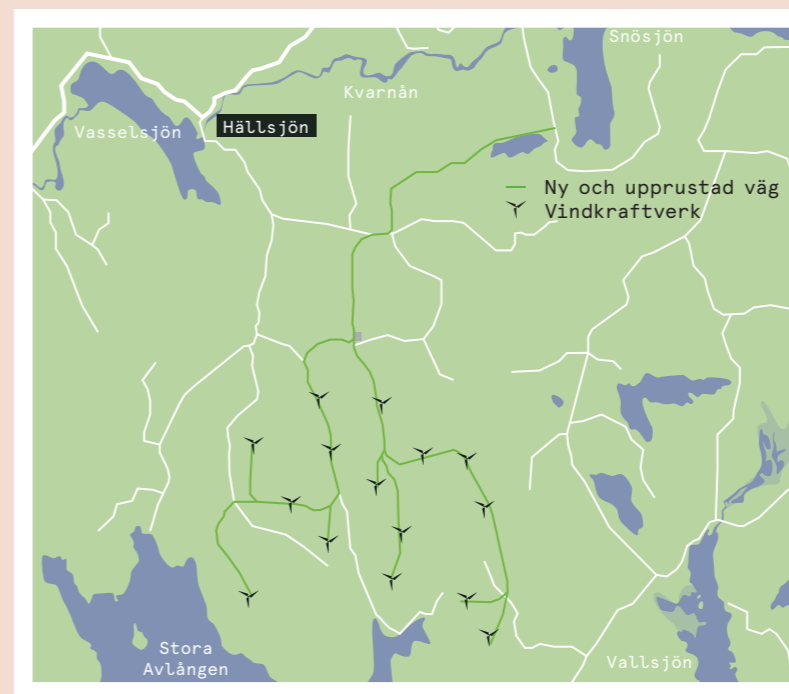 Snösjön
Kvarnån
Vasselsjön
Hällsjön
Ny och upprustad väg
Vindkraftverk
Stora
Avlången
Vallsjön